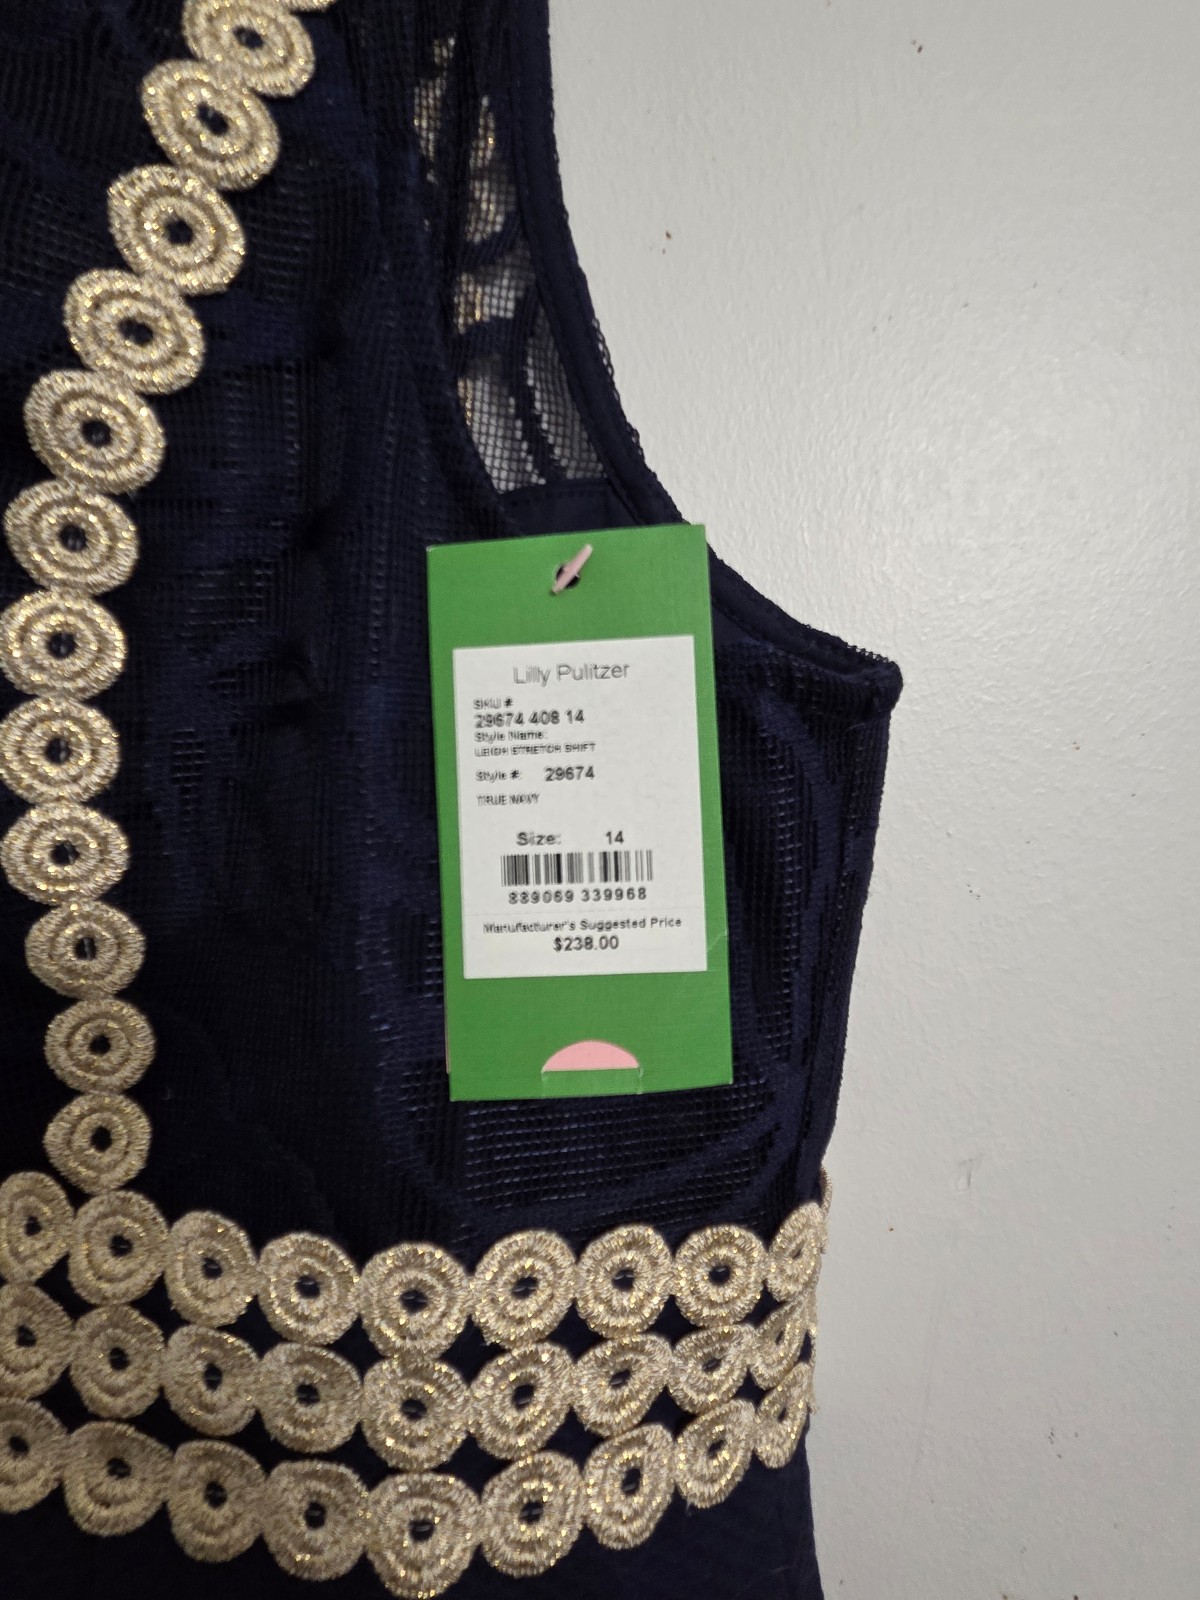 Lilly Pulitzer
SKU #
29674 408 14
Style Name:
LEIGH STRETCH SHIFT
Style #: 29674
TRUE NAVY
Size: 14
889069 339968
Manufacturer's Suggested Price
$238.00